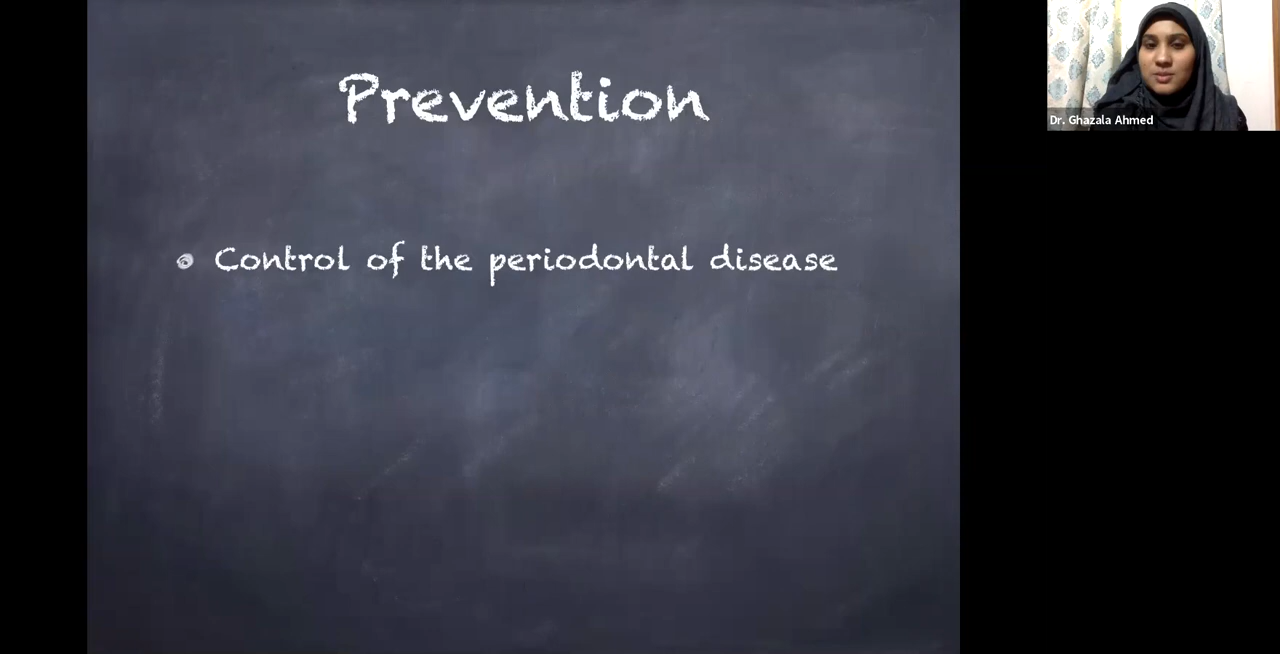 Prevention
Control of the periodontal disease
Dr. Ghazala Ahmed